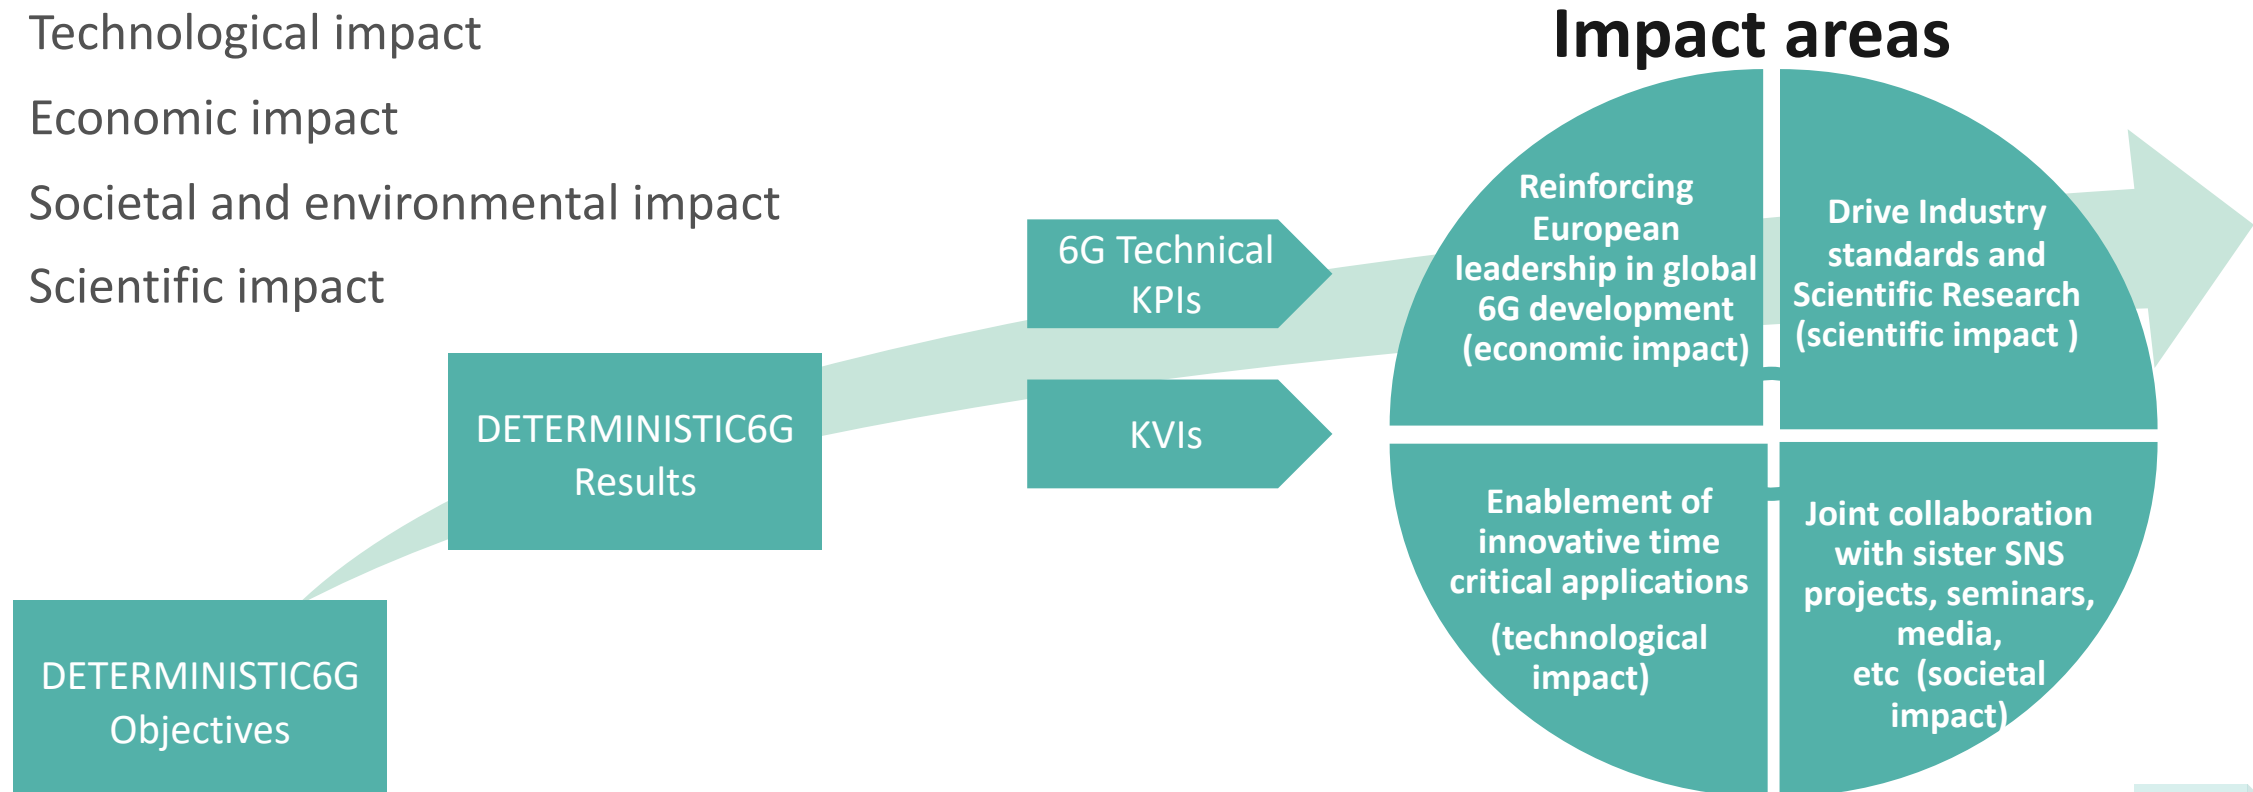 Technological impact
Economic impact
Societal and environmental impact
Scientific impact
DETERMINISTIC6G
Objectives
DETERMINISTIC6G
Results
6G Technical
KPIs
KVIs
Impact areas
Reinforcing
European
leadership in global
6G development
(economic impact)
Drive Industry
standards and
Scientific Research
(scientific impact )
Enablement of
innovative time
critical applications
(technological
impact)
Joint collaboration
with sister SNS
projects, seminars,
media,
etc  (societal
impact)